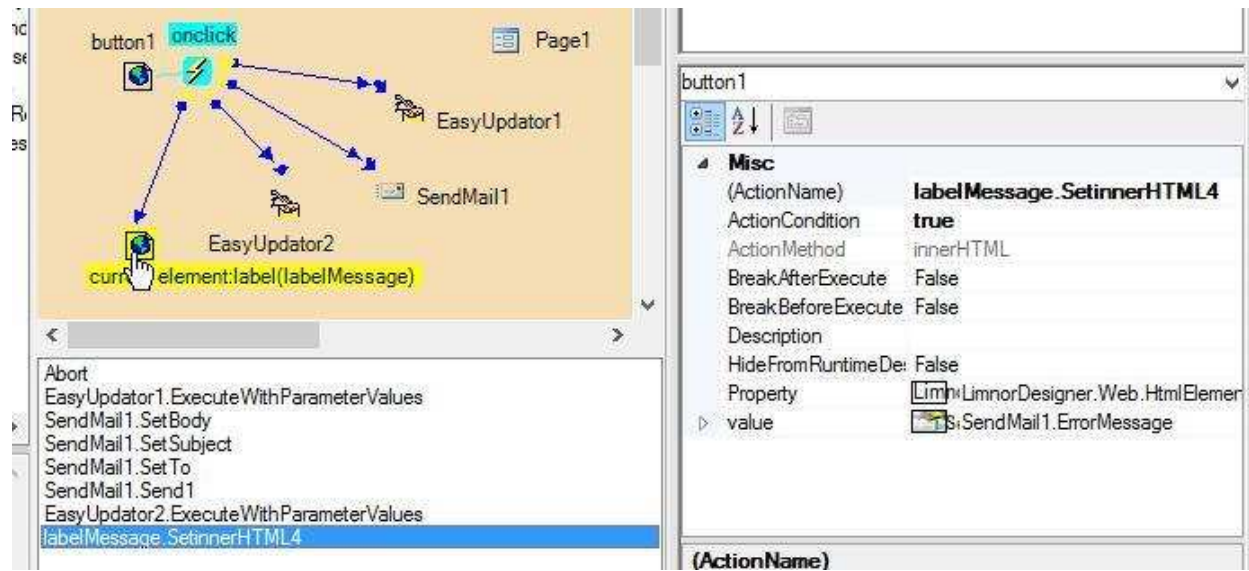 button1 onclick
Page1
EasyUpdator1
SendMail1
EasyUpdator2
element:label(labelMessage)
Abort
EasyUpdator1.ExecuteWithParameterValues
SendMail1.SetBody
SendMail1.SetSubject
SendMail1.SetTo
SendMail1.Send1
EasyUpdator2.ExecuteWithParameterValues
labelMessage.SetinnerHTML4
button1
Misc
(ActionName) labelMessage.SetinnerHTML4
ActionCondition true
ActionMethod innerHTML
BreakAfterExecute False
BreakBeforeExecute False
Description
HideFromRuntimeDe False
Property LimnorDesigner.Web.HtmlElemen
value SendMail1.ErrorMessage
(ActionName)